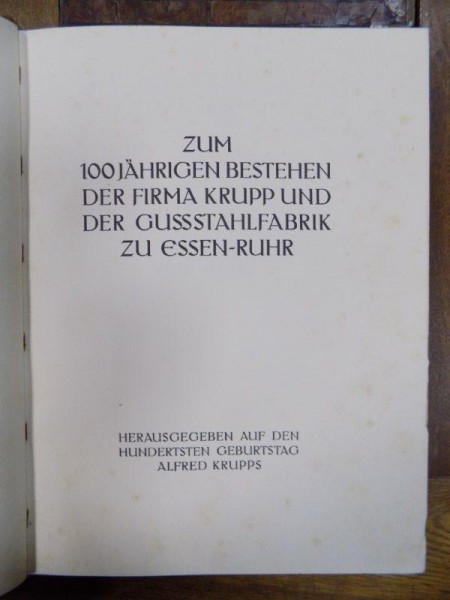 ZUM
100 JÄHRIGEN BESTEHEN
DER FIRMA KRUPP UND
DER GUSSSTAHLFABRIK
ZU ESSEN-RUHR
HERAUSGEGEBEN AUF DEN
HUNDERTSTEN GEBURTSTAG
ALFRED KRUPPS